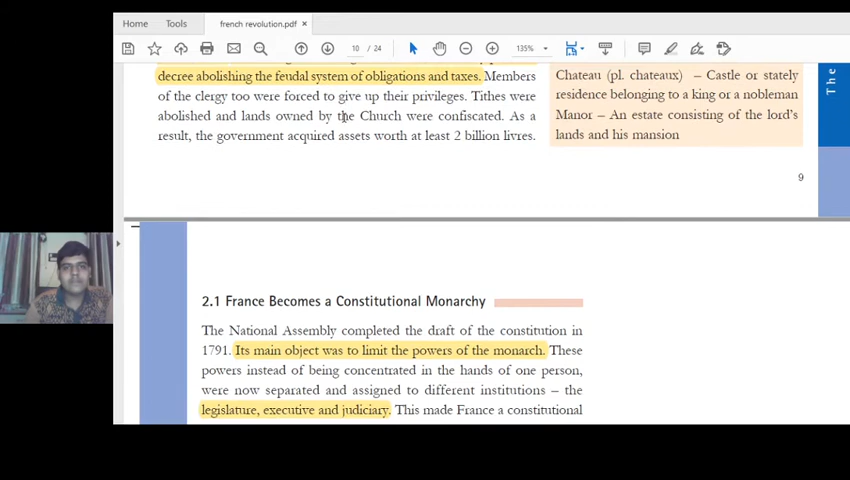 Home
Tools
french revolution.pdf ×
10 / 24
135%
decree abolishing the feudal system of obligations and taxes. Members
of the clergy too were forced to give up their privileges. Tithes were
abolished and lands owned by the Church were confiscated. As a
result, the government acquired assets worth at least 2 billion livres.
Chateau (pl. chateaux) – Castle or stately
residence belonging to a king or a nobleman
Manor – An estate consisting of the lord's
lands and his mansion
The
9
2.1 France Becomes a Constitutional Monarchy
The National Assembly completed the draft of the constitution in
1791. Its main object was to limit the powers of the monarch. These
powers instead of being concentrated in the hands of one person,
were now separated and assigned to different institutions – the
legislature, executive and judiciary. This made France a constitutional